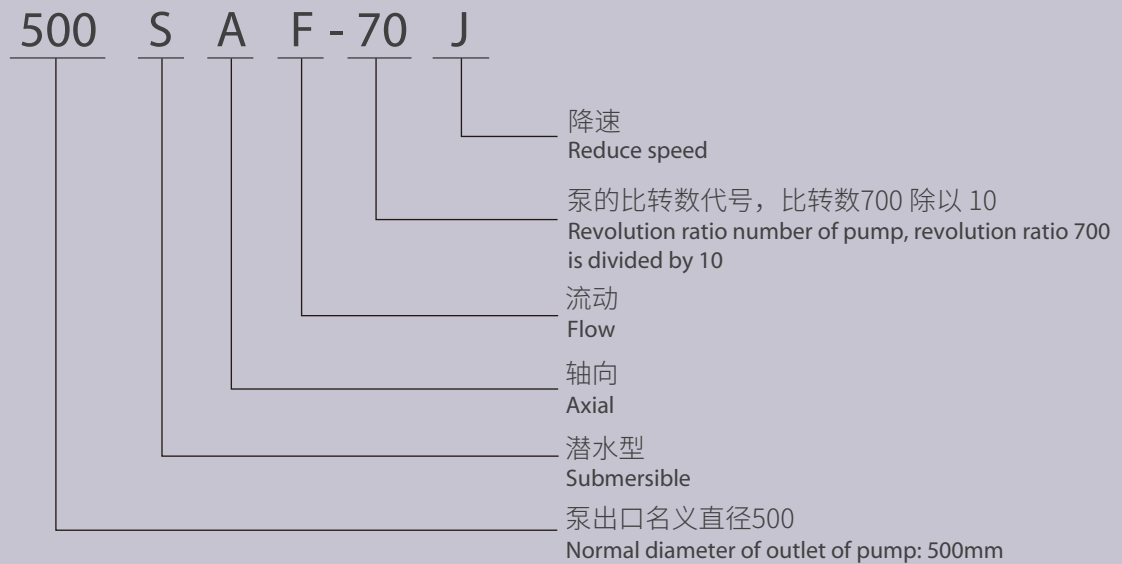 500 S A F - 70 J
降速
Reduce speed
泵的比转数代号，比转数700 除以 10
Revolution ratio number of pump, revolution ratio 700
is divided by 10
流动
Flow
轴向
Axial
潜水型
Submersible
泵出口名义直径500
Normal diameter of outlet of pump: 500mm